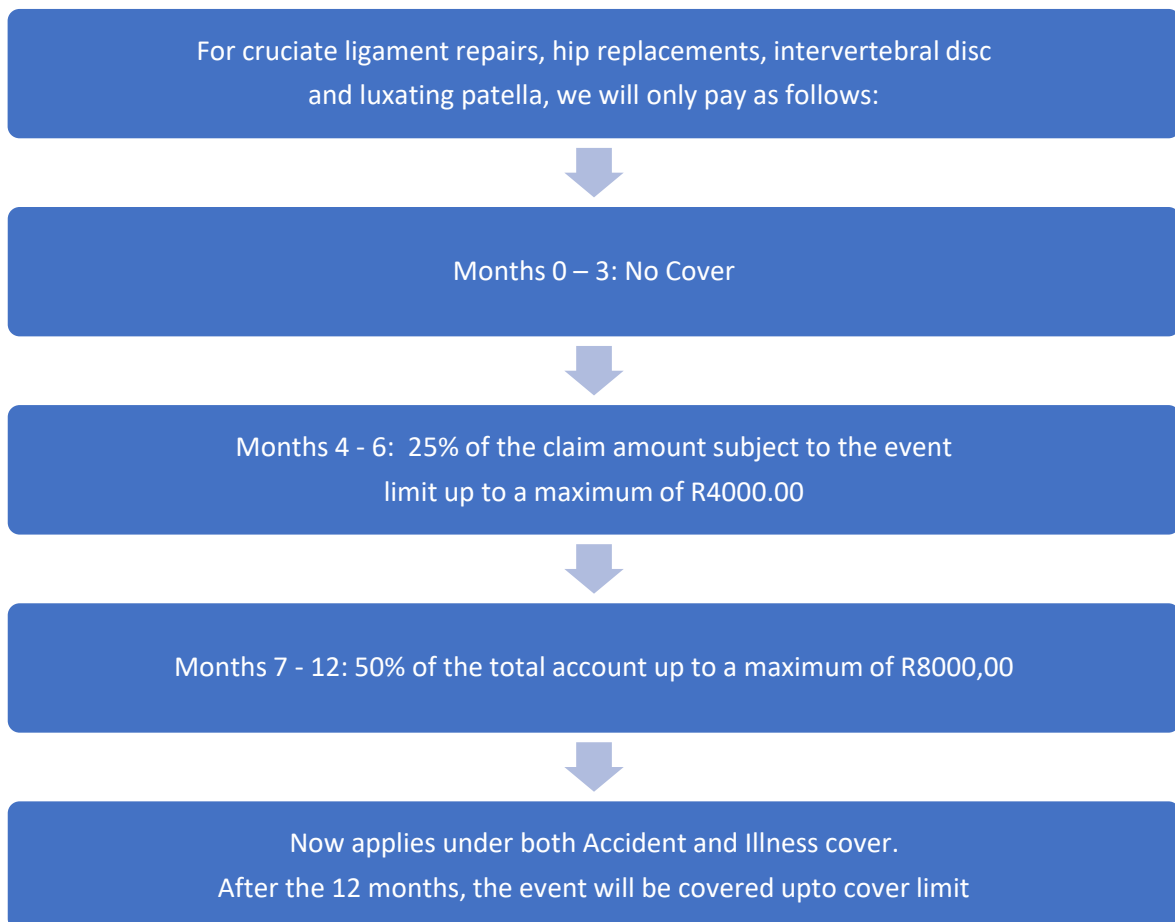 For cruciate ligament repairs, hip replacements, intervertebral disc
and luxating patella, we will only pay as follows:
Months 0 – 3: No Cover
Months 4 - 6:  25% of the claim amount subject to the event
limit up to a maximum of R4000.00
Months 7 - 12: 50% of the total account up to a maximum of R8000,00
Now applies under both Accident and Illness cover.
After the 12 months, the event will be covered upto cover limit